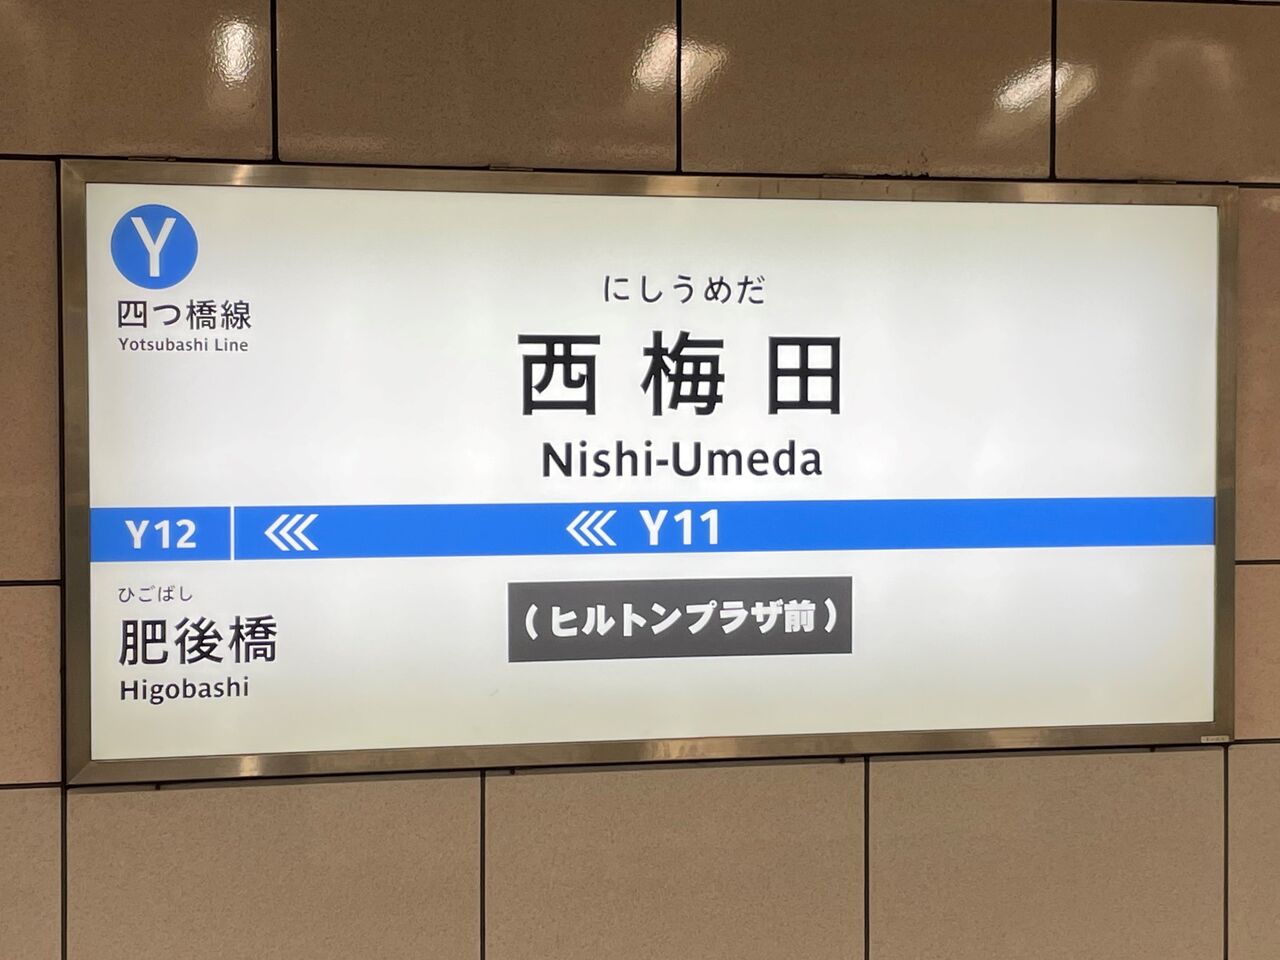 Y
四つ橋線
Yotsubashi Line
にしうめだ
西梅田
Nishi-Umeda
Y12
Y11
ひごばし
肥後橋
Higobashi
（ヒルトンプラザ前）